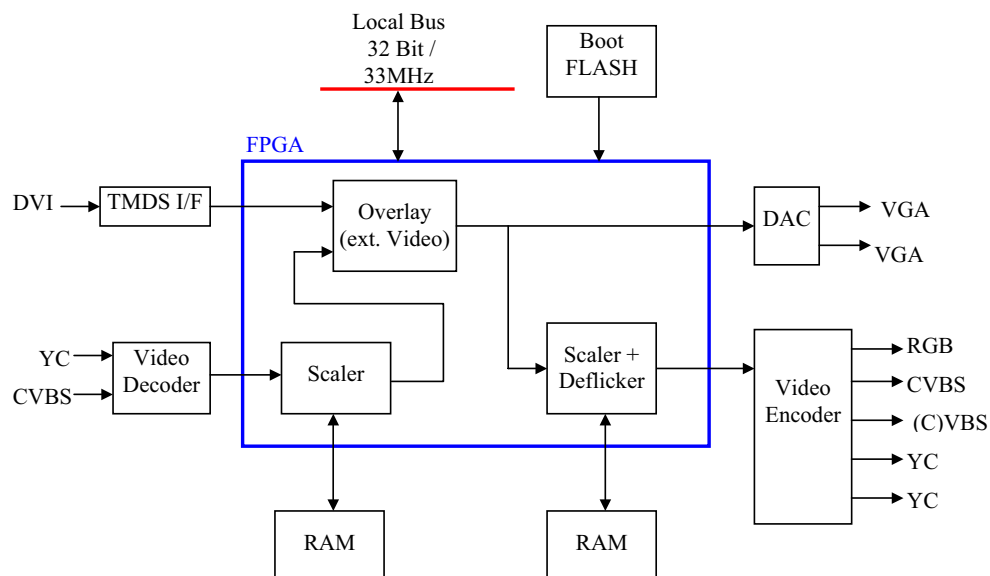 Local Bus
32 Bit /
33MHz
Boot
FLASH
FPGA
DVI
TMDS I/F
Overlay
(ext. Video)
DAC
VGA
VGA
YC
CVBS
Video
Decoder
Scaler
Scaler +
Deflicker
Video
Encoder
RGB
CVBS
(C)VBS
YC
YC
RAM
RAM